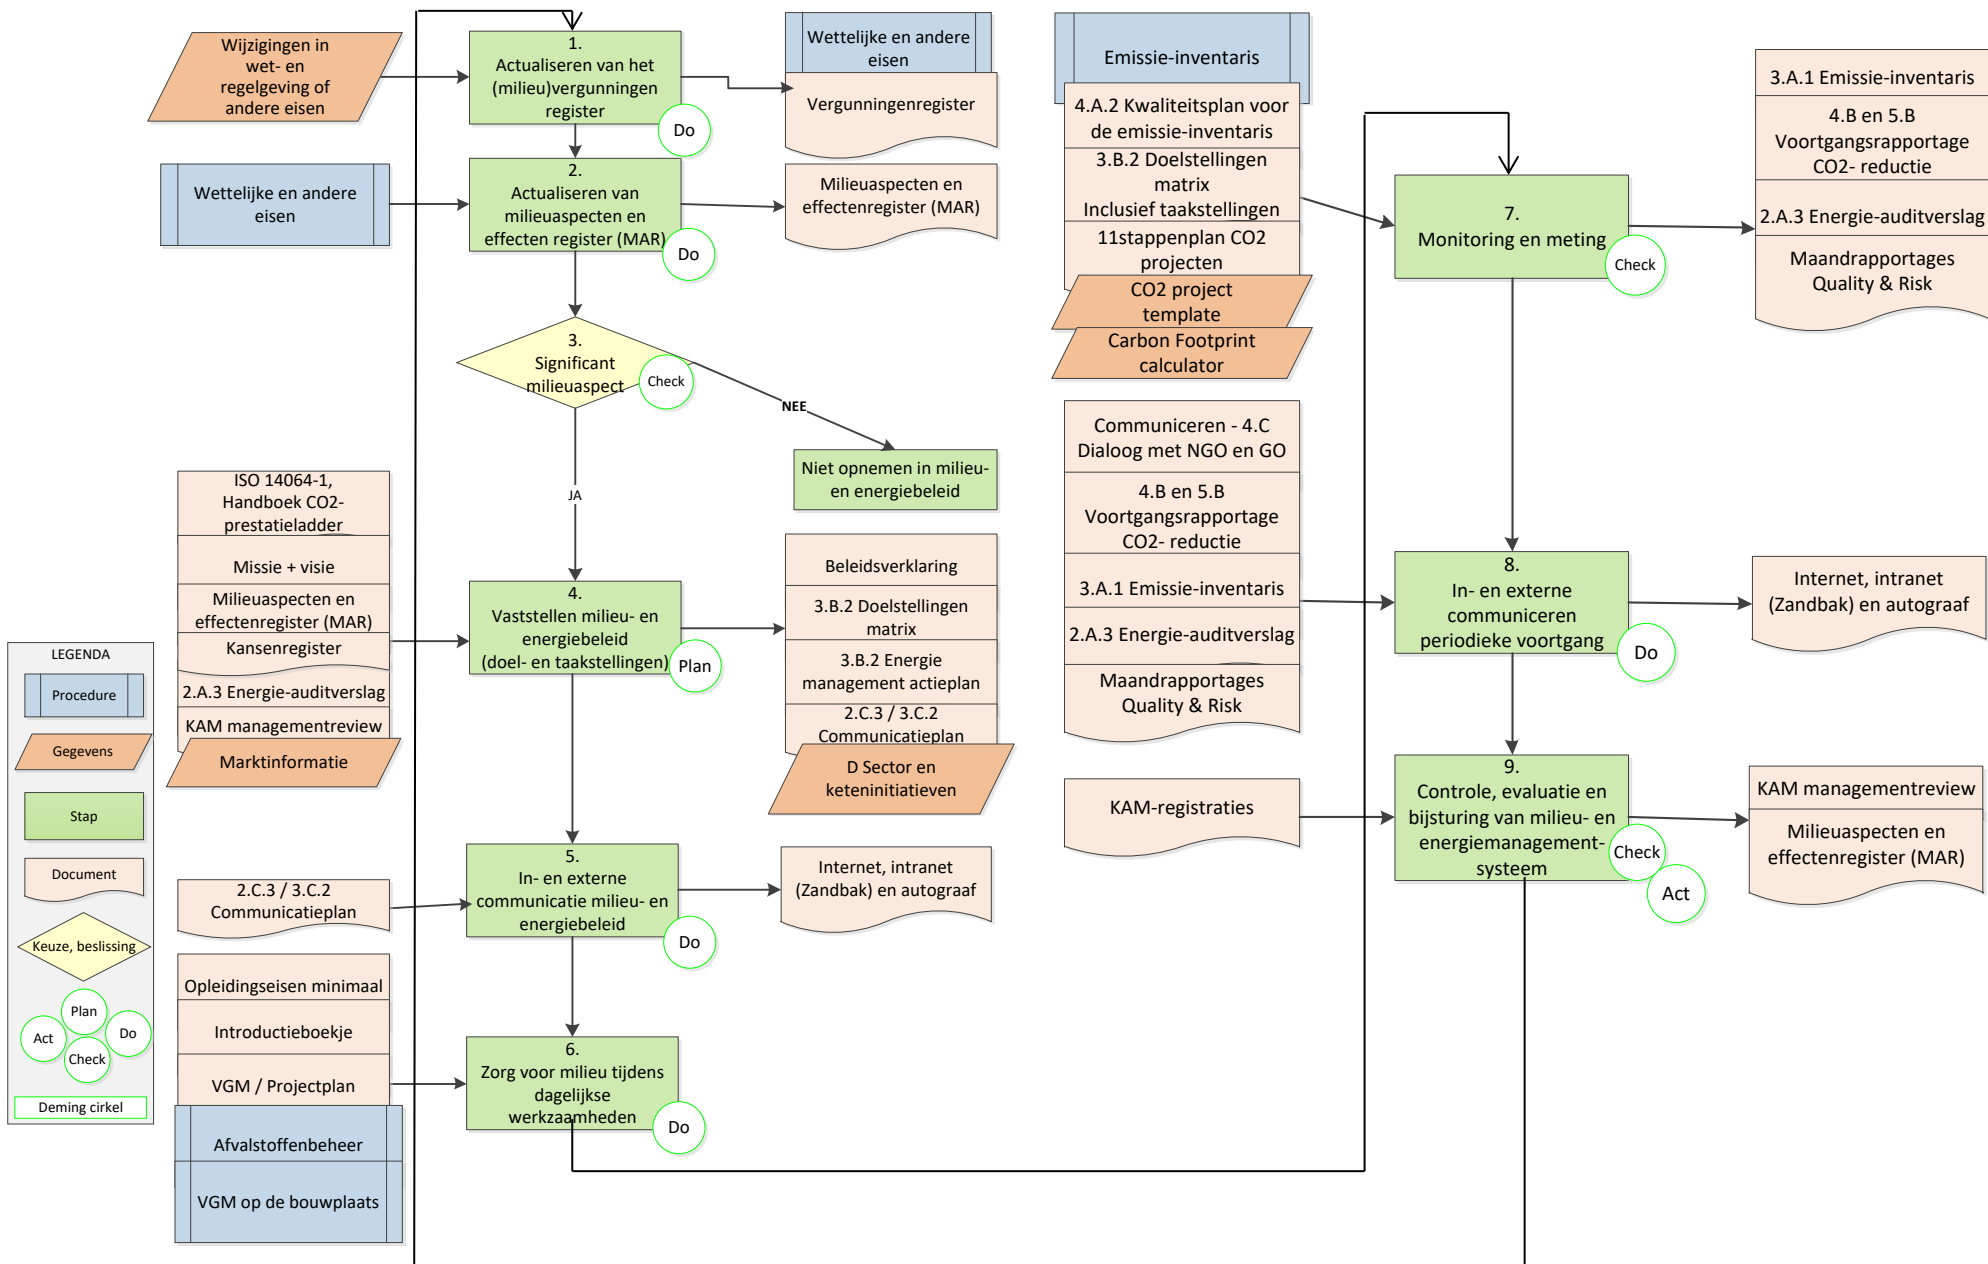 Wijzigingen in
wet- en
regelgeving of
andere eisen
1.
Actualiseren van het
(milieu)vergunningen
register
Do
Wettelijke en andere
eisen
Vergunningenregister
Wettelijke en andere
eisen
2.
Actualiseren van
milieuaspecten en
effecten register (MAR)
Do
Milieuaspecten en
effectenregister (MAR)
3.
Significant
milieuaspect
Check
NEE
JA
Niet opnemen in milieu-
en energiebeleid
ISO 14064-1,
Handboek CO2-
prestatieladder
Missie + visie
Milieuaspecten en
effectenregister (MAR)
Kansenregister
2.A.3 Energie-auditverslag
KAM managementreview
Marktinformatie
4.
Vaststellen milieu- en
energiebeleid
(doel- en taakstellingen)
Plan
Beleidsverklaring
3.B.2 Doelstellingen
matrix
3.B.2 Energie
management actieplan
2.C.3 / 3.C.2
Communicatieplan
D Sector en
keteninitiatieven
2.C.3 / 3.C.2
Communicatieplan
5.
In- en externe
communicatie milieu- en
energiebeleid
Do
Internet, intranet
(Zandbak) en autograaf
Opleidingseisen minimaal
Introductieboekje
VGM / Projectplan
Afvalstoffenbeheer
VGM op de bouwplaats
6.
Zorg voor milieu tijdens
dagelijkse
werkzaamheden
Do
LEGENDA
Procedure
Gegevens
Stap
Document
Keuze, beslissing
Plan
Act
Do
Check
Deming cirkel
Emissie-inventaris
4.A.2 Kwaliteitsplan voor
de emissie-inventaris
3.B.2 Doelstellingen
matrix
Inclusief taakstellingen
11stappenplan CO2
projecten
CO2 project
template
Carbon Footprint
calculator
7.
Monitoring en meting
Check
3.A.1 Emissie-inventaris
4.B en 5.B
Voortgangsrapportage
CO2- reductie
2.A.3 Energie-auditverslag
Maandrapportages
Quality & Risk
Communiceren - 4.C
Dialoog met NGO en GO
4.B en 5.B
Voortgangsrapportage
CO2- reductie
3.A.1 Emissie-inventaris
2.A.3 Energie-auditverslag
Maandrapportages
Quality & Risk
8.
In- en externe
communiceren
periodieke voortgang
Do
Internet, intranet
(Zandbak) en autograaf
KAM-registraties
9.
Controle, evaluatie en
bijsturing van milieu- en
energiemanagement-
systeem
Check
Act
KAM managementreview
Milieuaspecten en
effectenregister (MAR)